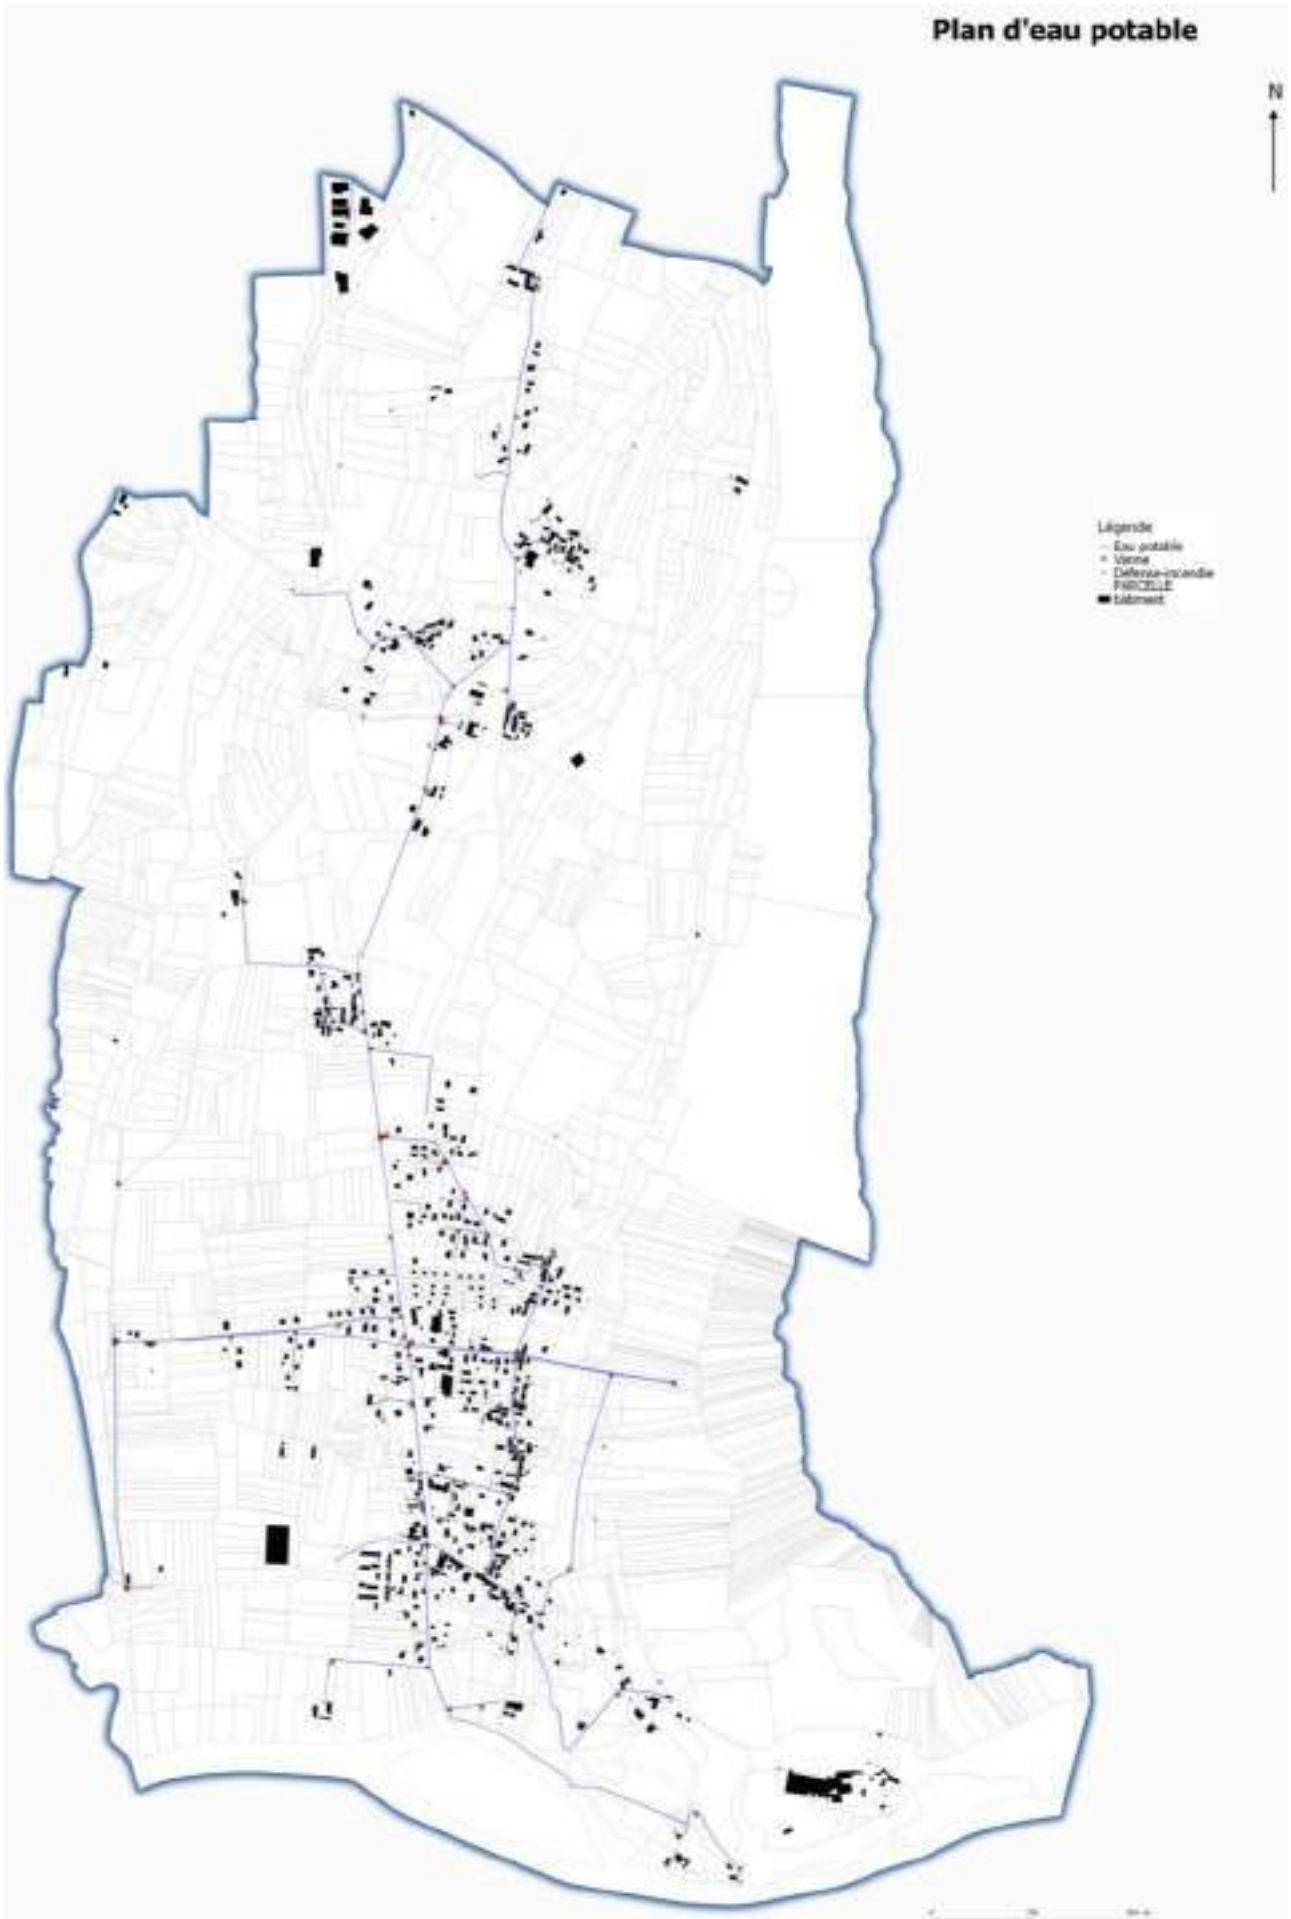 Plan d'eau potable
N
Légende
Eau potable
Vanne
Défense-incendie
PARCELLE
bâtiment